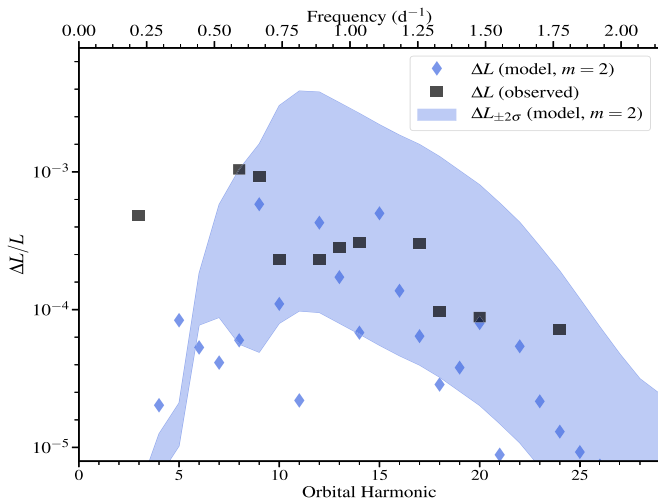 Frequency (d⁻¹)
0.00 0.25 0.50 0.75 1.00 1.25 1.50 1.75 2.00
ΔL (model, m = 2)
ΔL (observed)
ΔL±2σ (model, m = 2)
10⁻³
ΔL/L
10⁻⁴
10⁻⁵
0 5 10 15 20 25
Orbital Harmonic